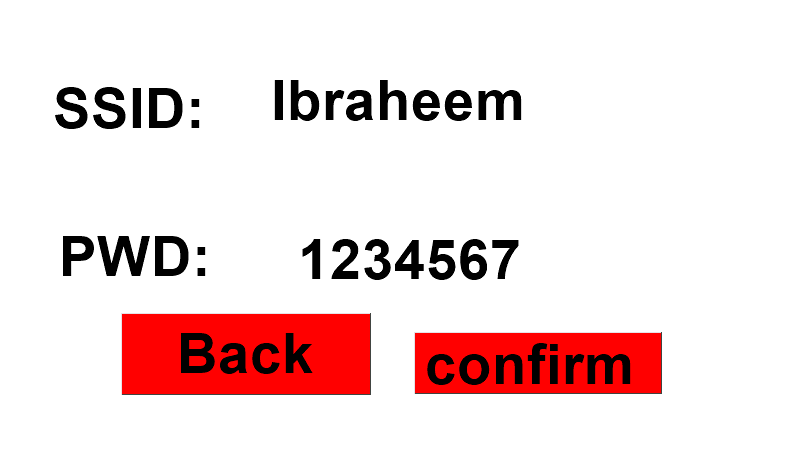 SSID: Ibraheem
PWD: 1234567
Back confirm